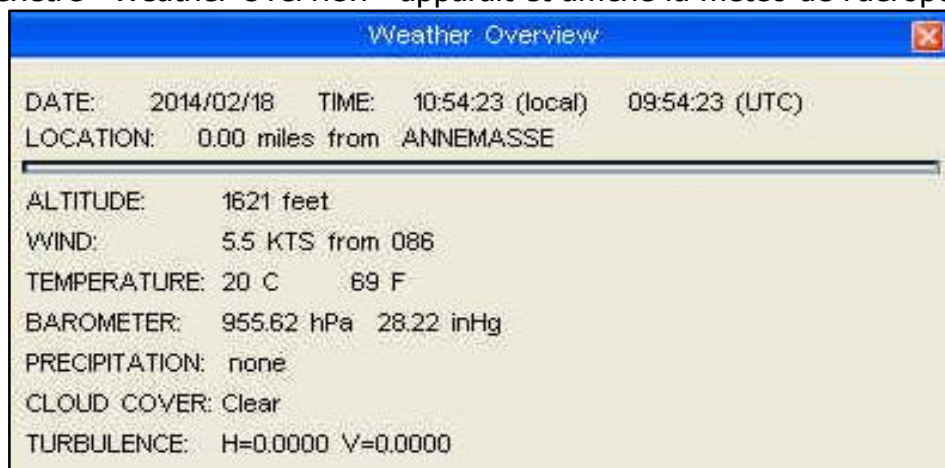 Weather Overview
DATE: 2014/02/18 TIME: 10:54:23 (local) 09:54:23 (UTC)
LOCATION: 0.00 miles from ANNEMASSE
ALTITUDE: 1621 feet
WIND: 5.5 KTS from 086
TEMPERATURE: 20 C 69 F
BAROMETER: 955.62 hPa 28.22 inHg
PRECIPITATION: none
CLOUD COVER: Clear
TURBULENCE: H=0.0000 V=0.0000